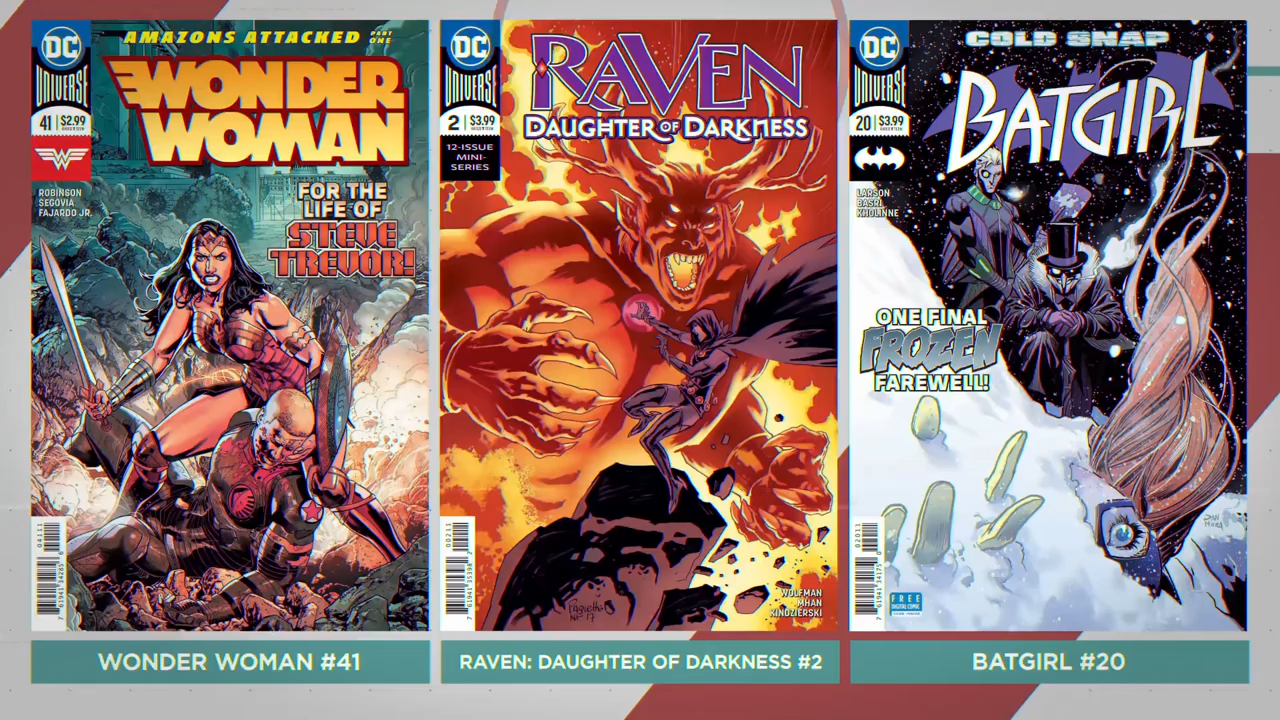 DC
UNIVERSE
41 | $2.99
AMAZONS ATTACKED PART ONE
WONDER
WOMAN
ROBINSON
SEGOVIA
FAJARDO JR.
FOR THE
LIFE OF
STEVE
TREVOR!
DC
UNIVERSE
2 | $3.99
12-ISSUE
MINI-
SERIES
RAVEN
DAUGHTER OF DARKNESS
WOLFMAN
MHAN
KINDZIERSKI
DC
UNIVERSE
20 | $3.99
COLD SNAP
BATGIRL
LARSON
BASRI
KHOLINNE
ONE FINAL
FROZEN
FAREWELL!
DAN
MORA
FREE
DIGITAL COMIC
WONDER WOMAN #41
RAVEN: DAUGHTER OF DARKNESS #2
BATGIRL #20